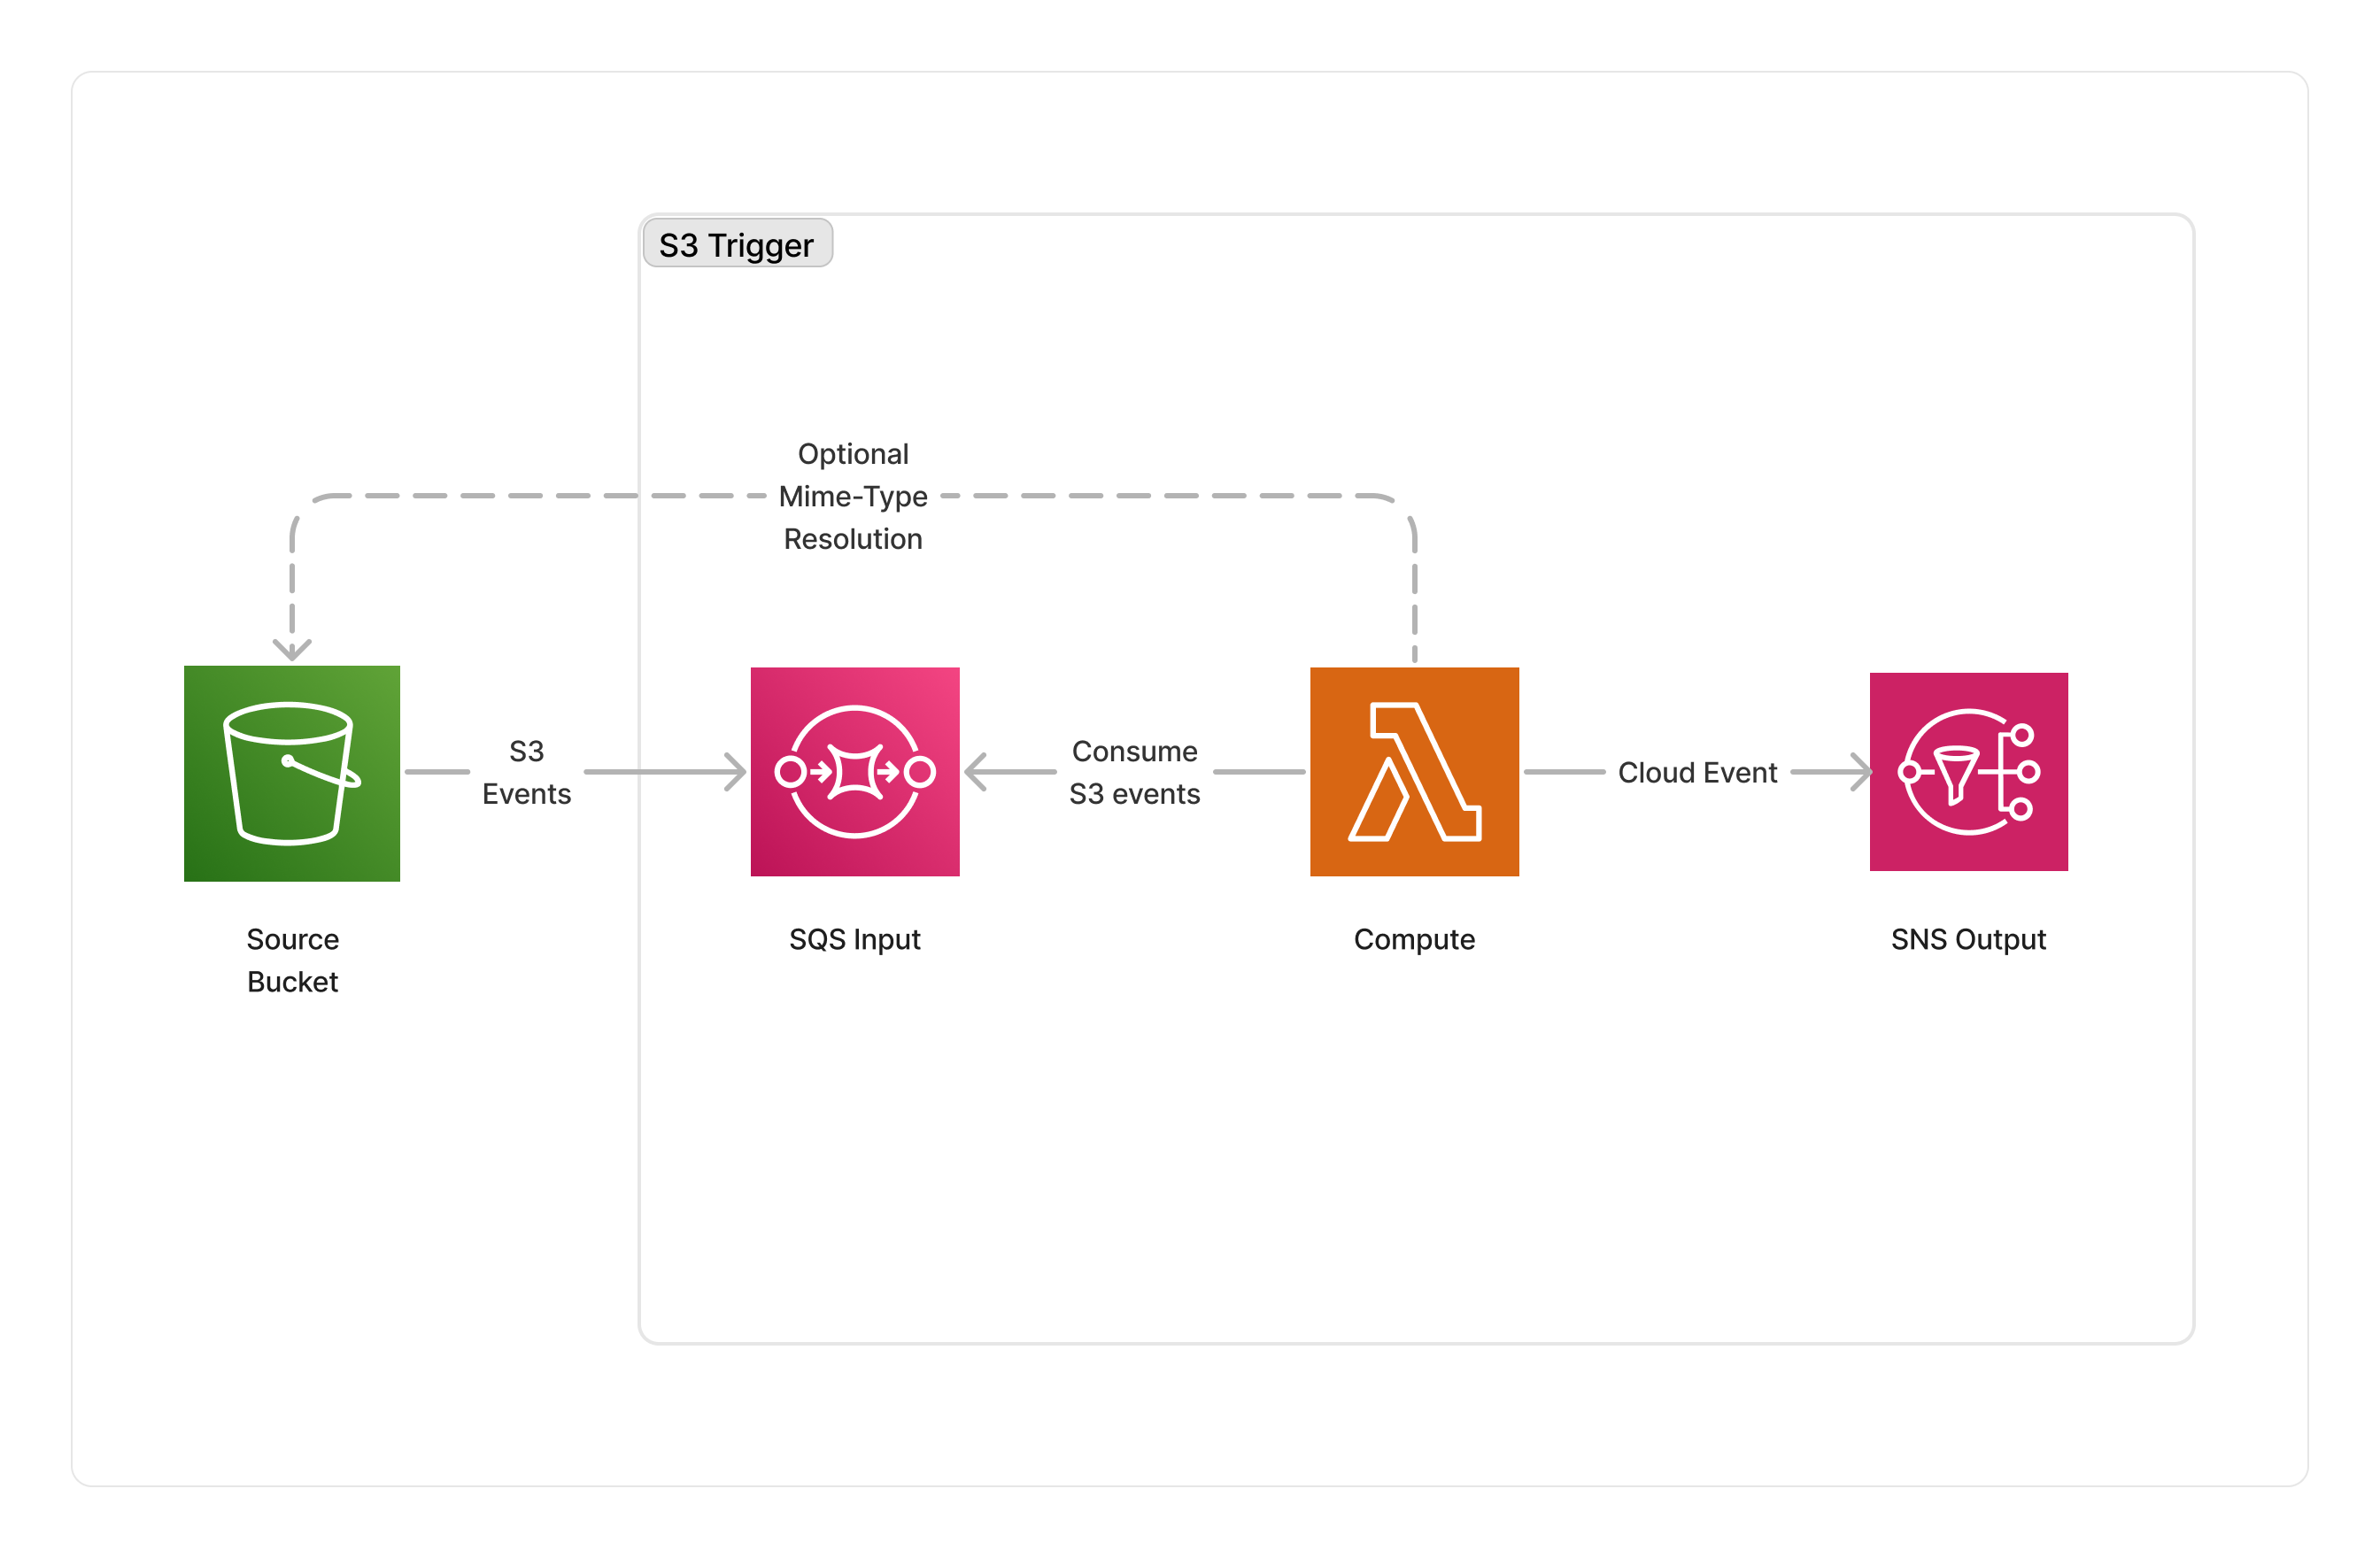 S3 Trigger
Optional
Mime-Type
Resolution
S3
Events
Consume
S3 events
Cloud Event
Source
Bucket
SQS Input
Compute
SNS Output